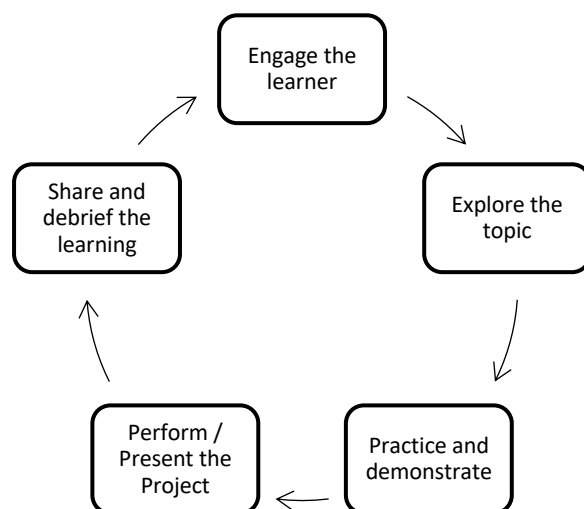 Engage the
learner
Explore the
topic
Practice and
demonstrate
Perform /
Present the
Project
Share and
debrief the
learning